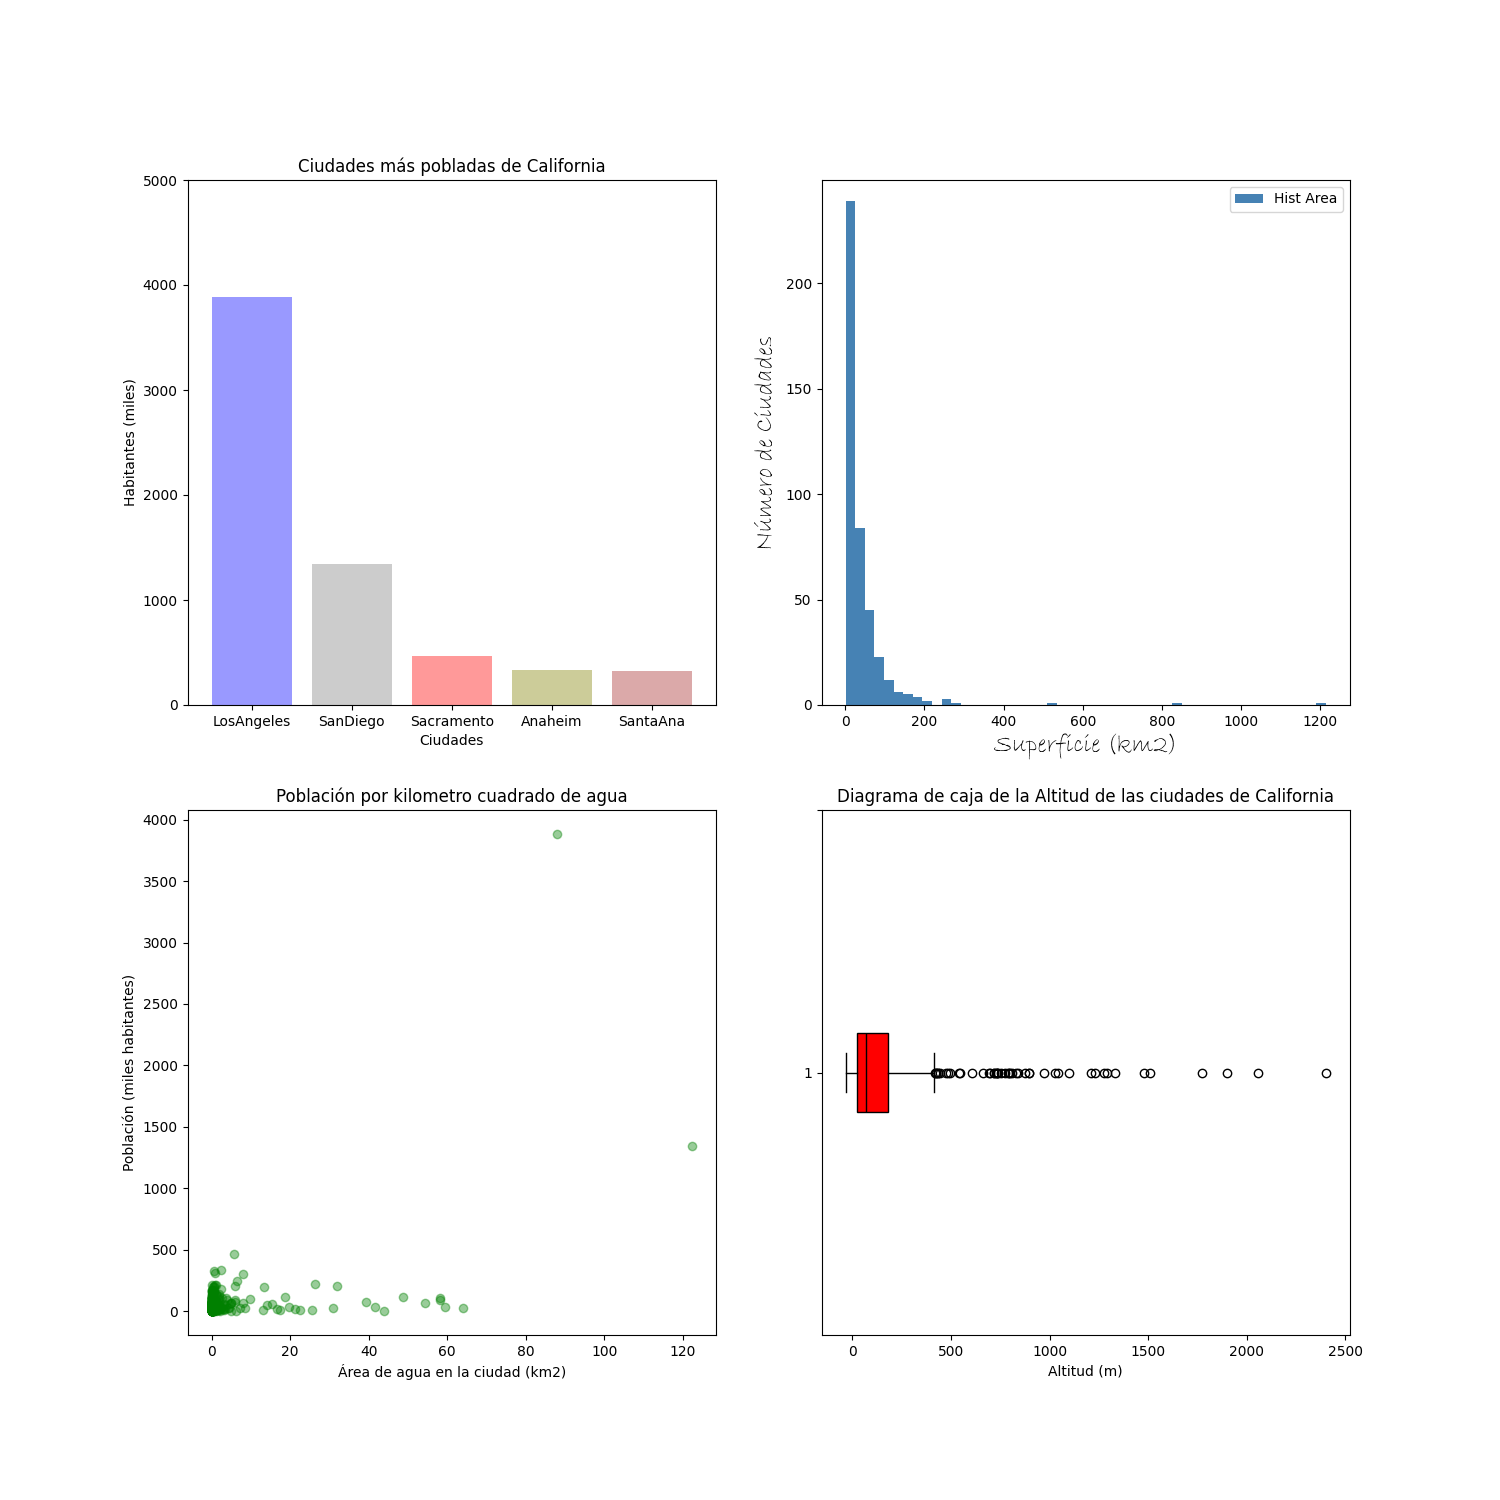 Ciudades más pobladas de California
5000
4000
3000
2000
1000
0
Habitantes (miles)
LosAngeles SanDiego Sacramento Anaheim SantaAna
Ciudades
Hist Area
200
150
100
50
0
Número de Ciudades
0 200 400 600 800 1000 1200
Superficie (km2)
Población por kilometro cuadrado de agua
4000
3500
3000
2500
2000
1500
1000
500
0
Población (miles habitantes)
0 20 40 60 80 100 120
Área de agua en la ciudad (km2)
Diagrama de caja de la Altitud de las ciudades de California
1
0 500 1000 1500 2000 2500
Altitud (m)